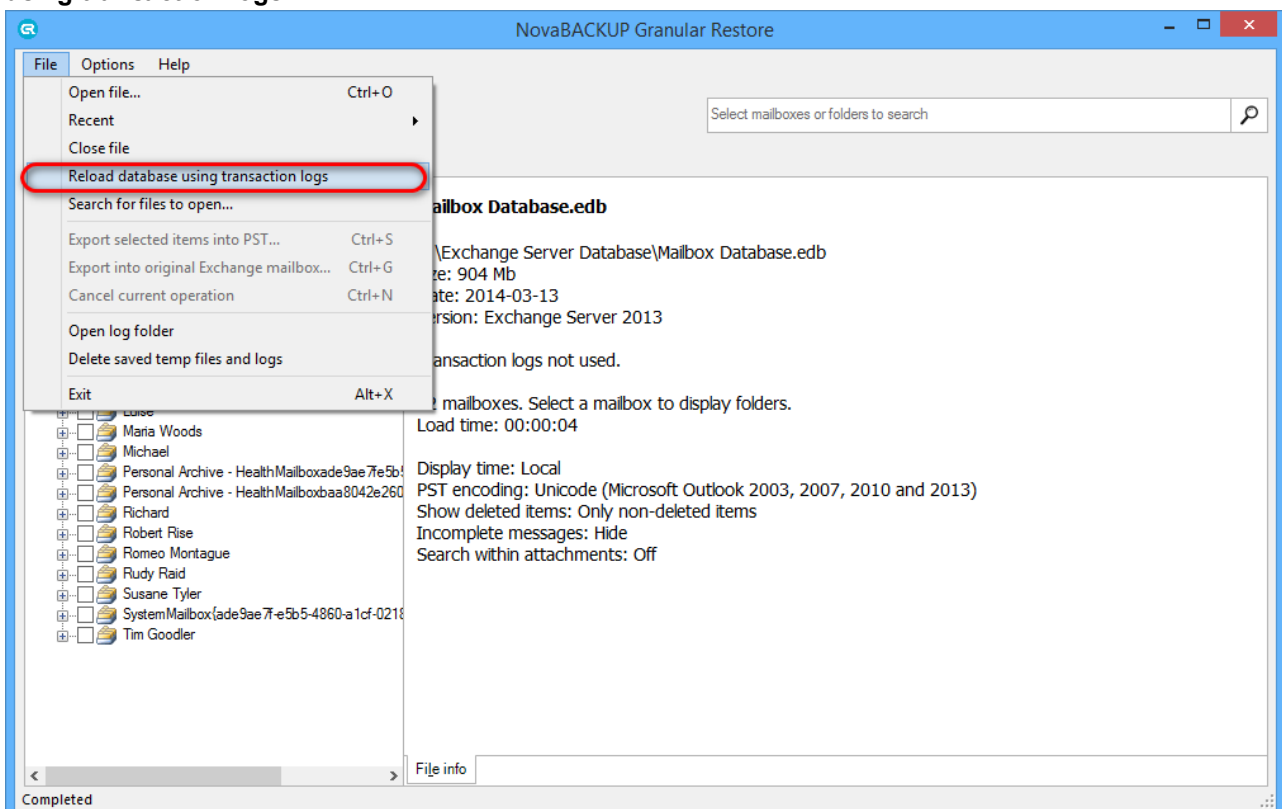 NovaBACKUP Granular Restore
File Options Help
Open file... Ctrl+O
Recent
Close file
Reload database using transaction logs
Search for files to open...
Export selected items into PST... Ctrl+S
Export into original Exchange mailbox... Ctrl+G
Cancel current operation Ctrl+N
Open log folder
Delete saved temp files and logs
Exit Alt+X
Select mailboxes or folders to search
Maria Woods
Michael
Personal Archive - HealthMailboxade9ae7fe5b5
Personal Archive - HealthMailboxbaa8042e260
Richard
Robert Rise
Romeo Montague
Rudy Raid
Susane Tyler
SystemMailbox{ade9ae7f-e5b5-4860-a1cf-0218
Tim Goodler
ailbox Database.edb
\Exchange Server Database\Mailbox Database.edb
ze: 904 Mb
ate: 2014-03-13
ersion: Exchange Server 2013
ansaction logs not used.
mailboxes. Select a mailbox to display folders.
Load time: 00:00:04
Display time: Local
PST encoding: Unicode (Microsoft Outlook 2003, 2007, 2010 and 2013)
Show deleted items: Only non-deleted items
Incomplete messages: Hide
Search within attachments: Off
File info
Completed